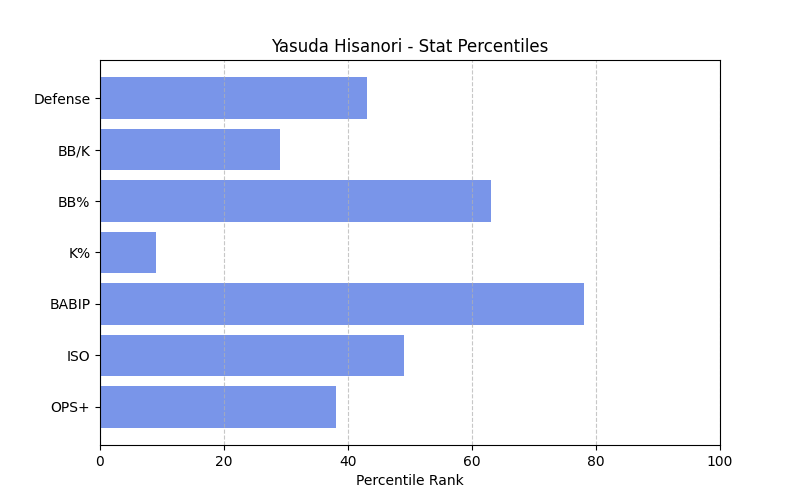 Yasuda Hisanori - Stat Percentiles
Defense
BB/K
BB%
K%
BABIP
ISO
OPS+
0 20 40 60 80 100
Percentile Rank